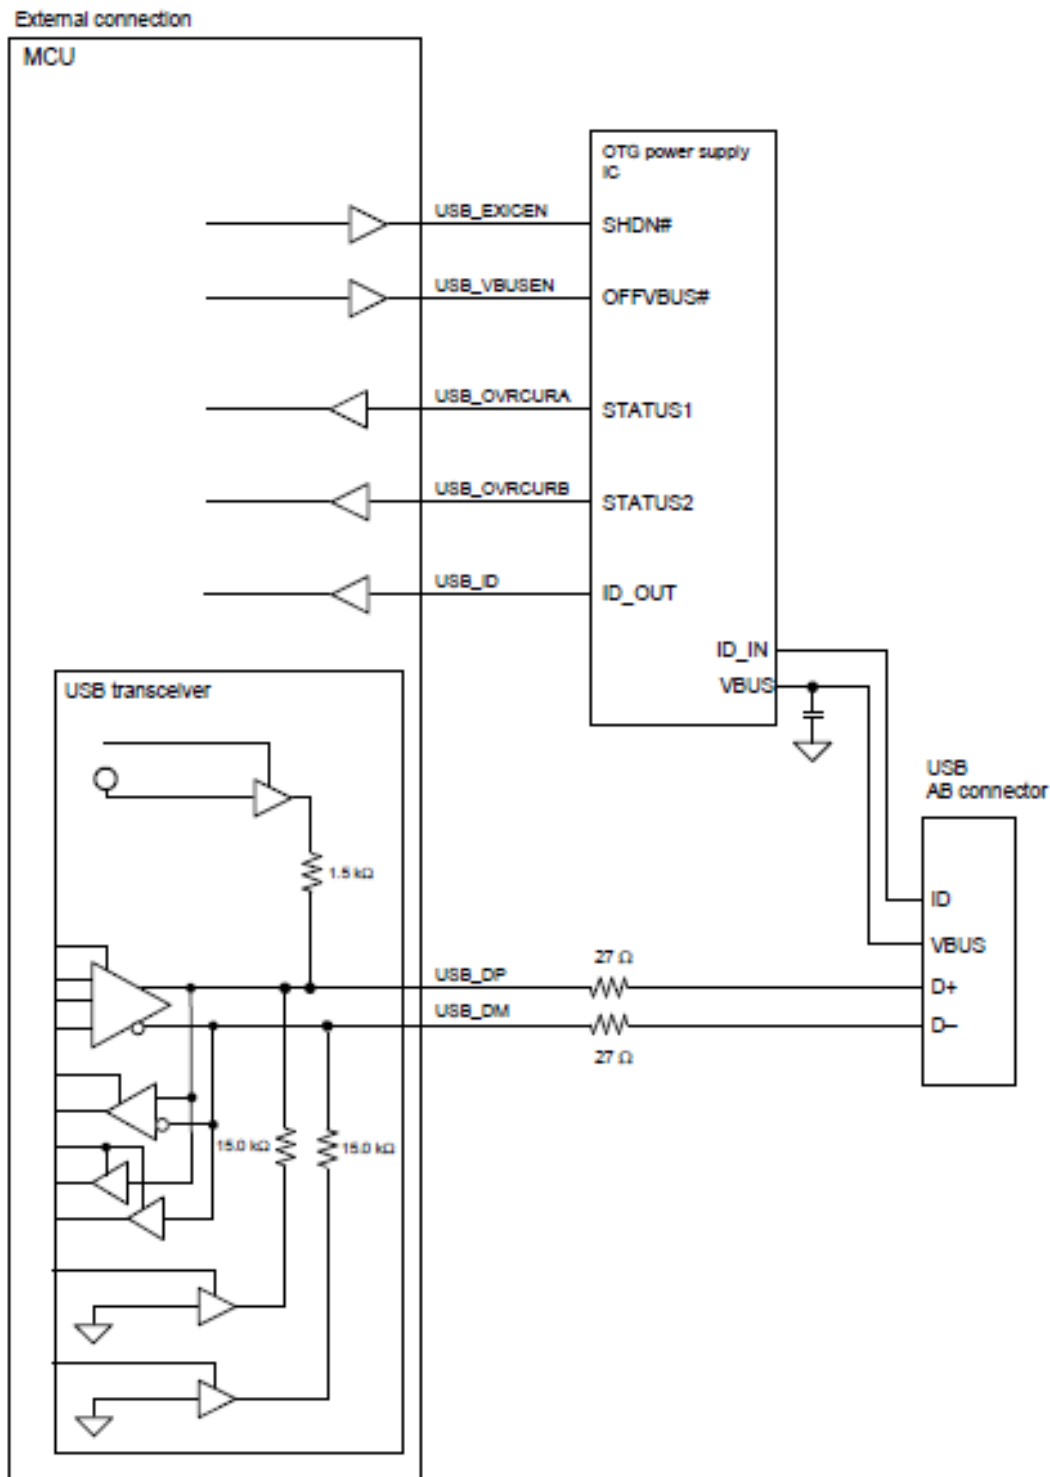 External connection
MCU
OTG power supply
IC
USB_EXICEN
SHDN#
USB_VBUSEN
OFFVBUS#
USB_OVRCURA
STATUS1
USB_OVRCURB
STATUS2
USB_ID
ID_OUT
ID_IN
VBUS
USB transceiver
USB
AB connector
1.5 kΩ
ID
VBUS
27 Ω
USB_DP
D+
USB_DM
D–
27 Ω
15.0 kΩ
15.0 kΩ